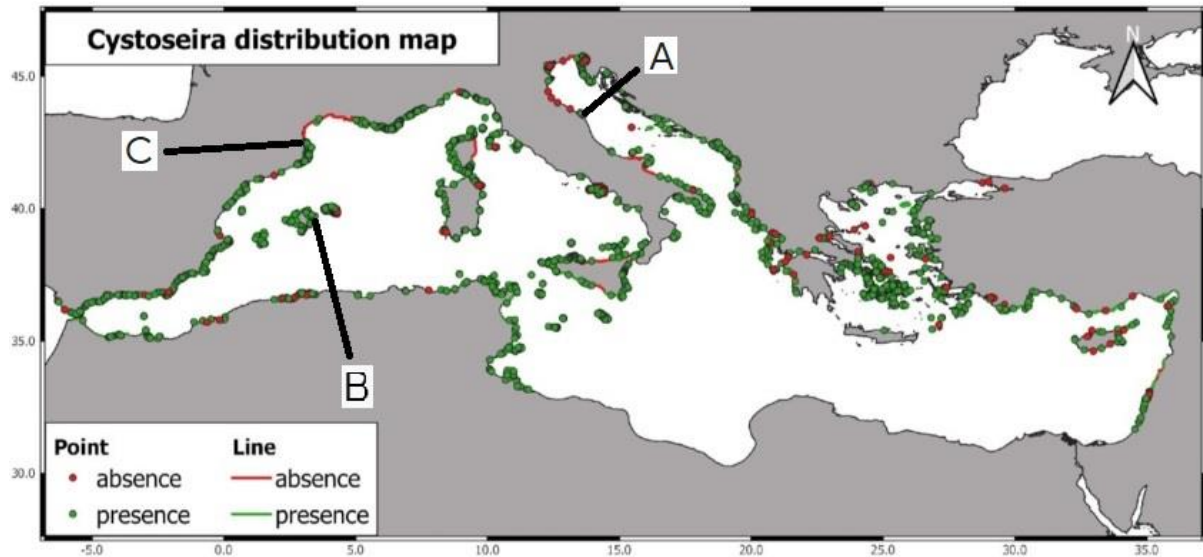 Cystoseira distribution map
N
A
C
B
45.0
40.0
35.0
30.0
Point Line
absence absence
presence presence
-5.0 0.0 5.0 10.0 15.0 20.0 25.0 30.0 35.0